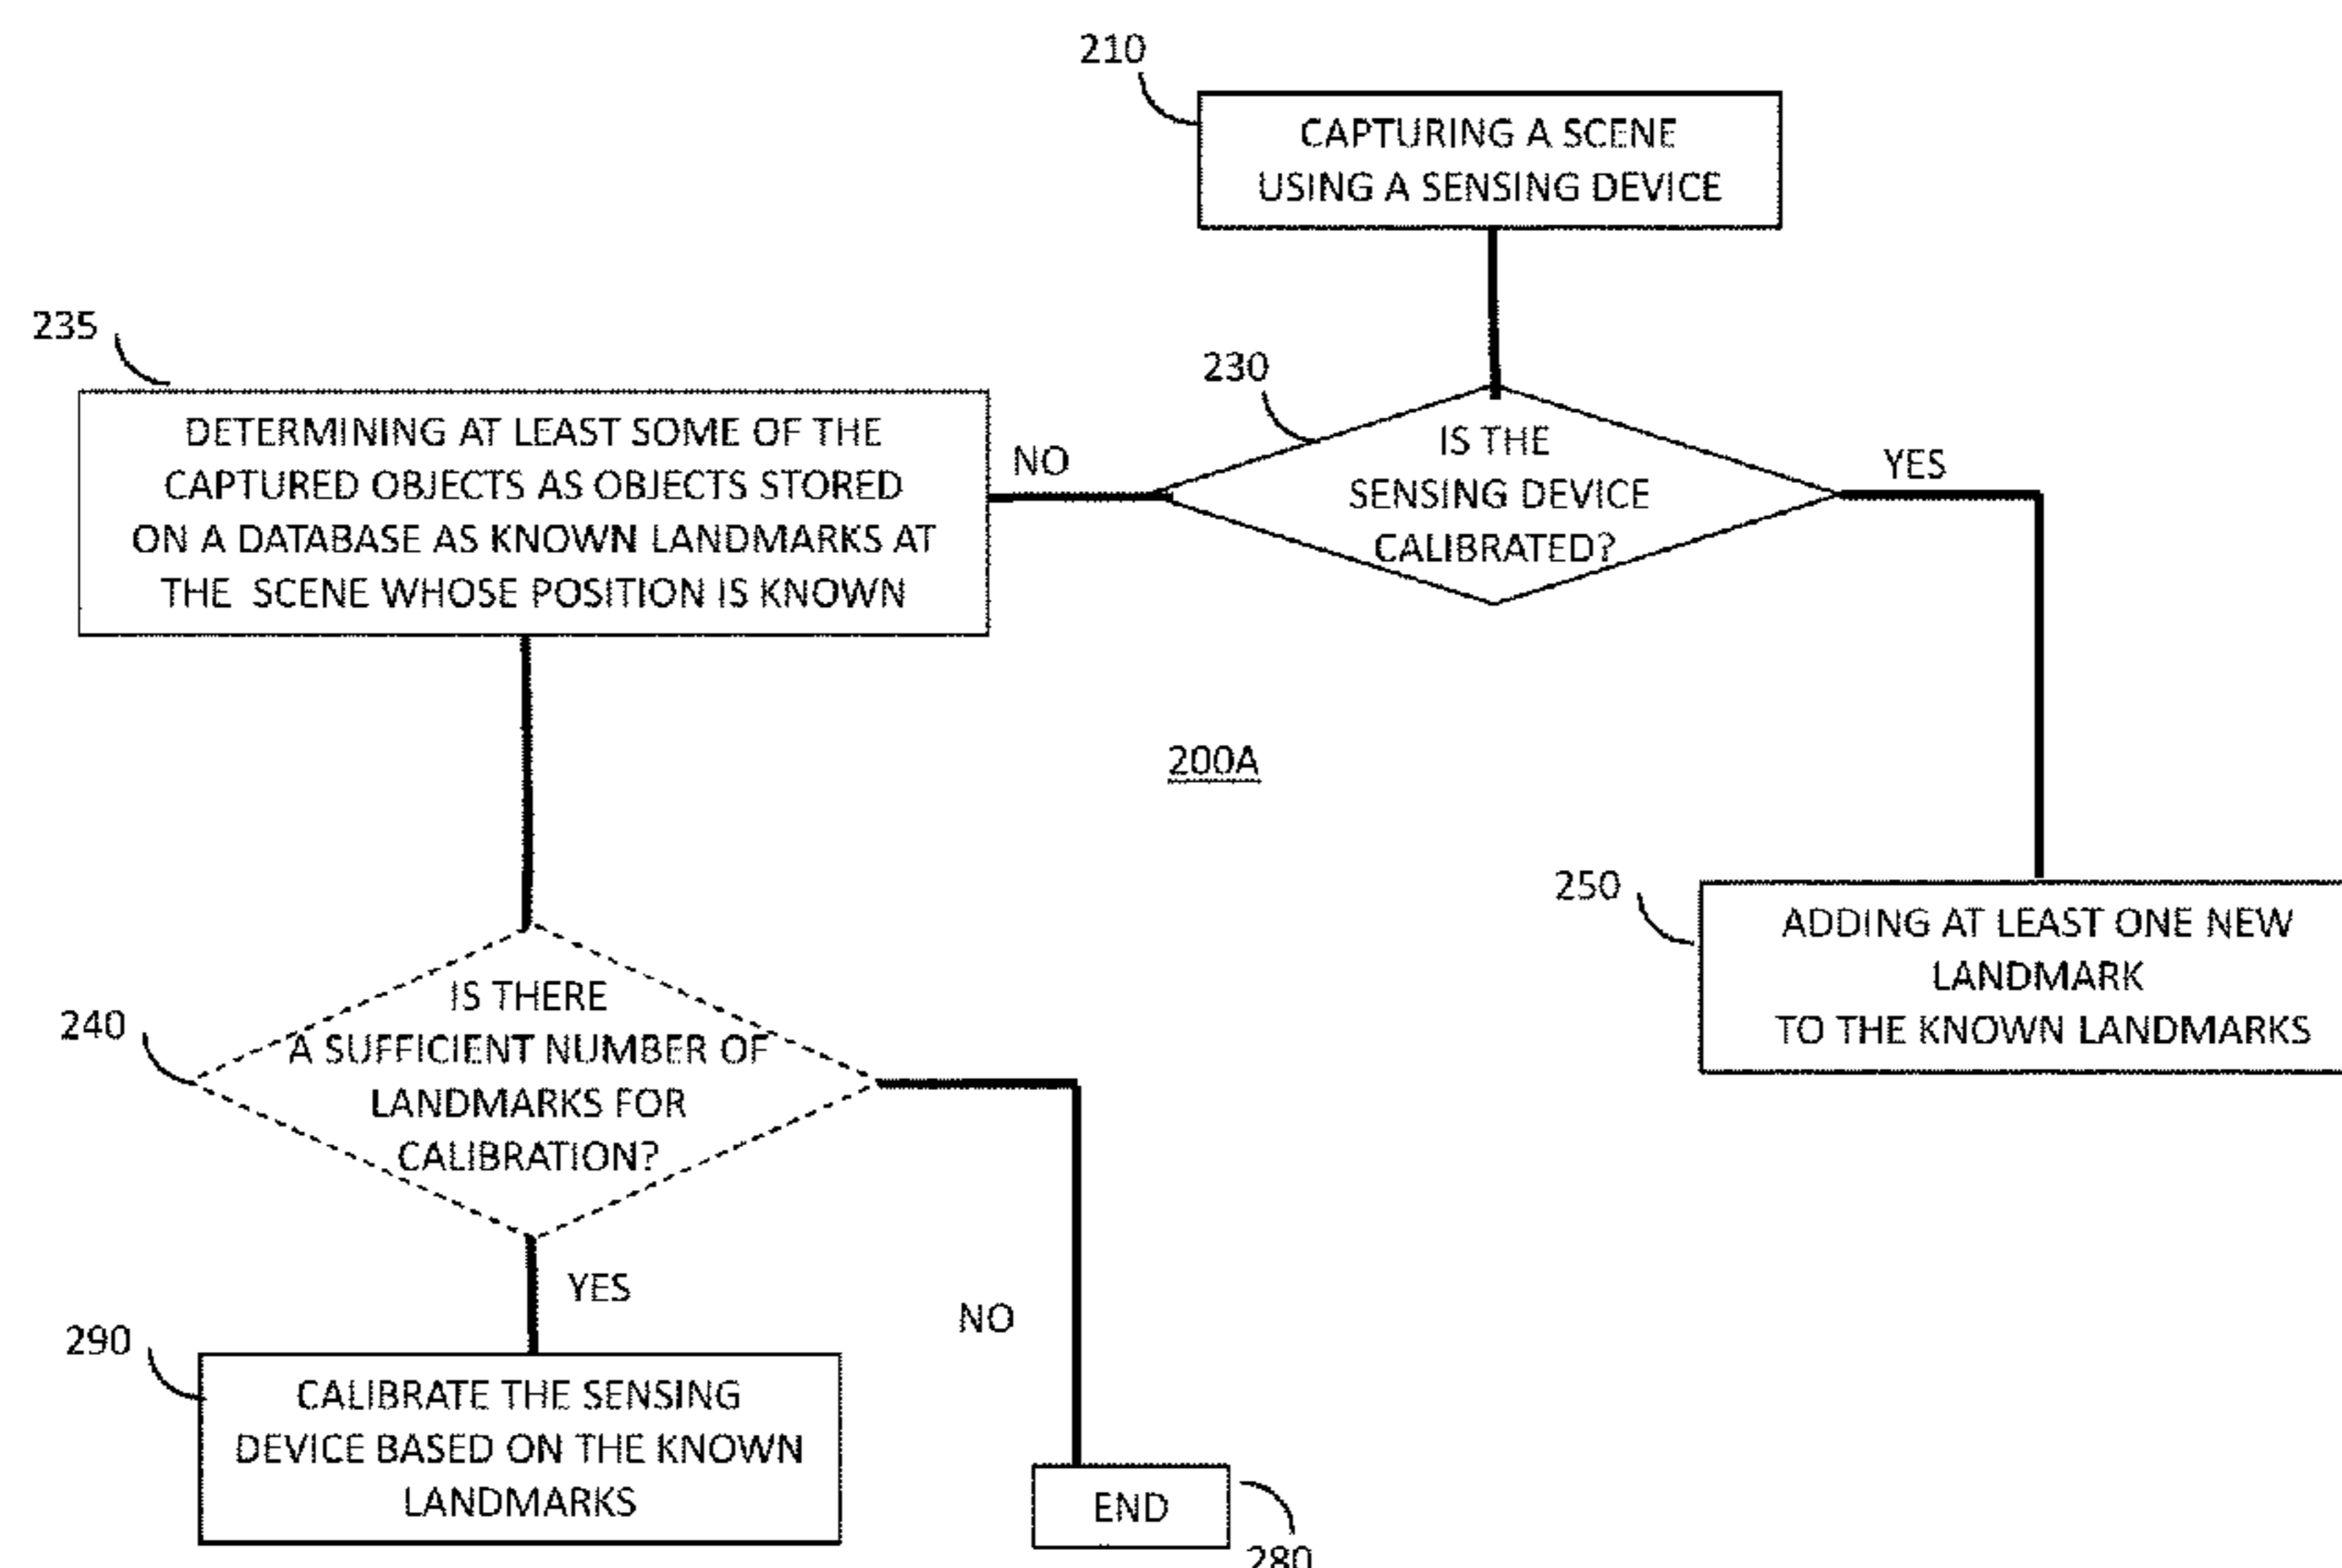 210
CAPTURING A SCENE
USING A SENSING DEVICE
235
230
DETERMINING AT LEAST SOME OF THE
CAPTURED OBJECTS AS OBJECTS STORED
ON A DATABASE AS KNOWN LANDMARKS AT
THE SCENE WHOSE POSITION IS KNOWN
NO
IS THE
SENSING DEVICE
CALIBRATED?
YES
200A
250
ADDING AT LEAST ONE NEW
LANDMARK
TO THE KNOWN LANDMARKS
240
IS THERE
A SUFFICIENT NUMBER OF
LANDMARKS FOR
CALIBRATION?
YES
NO
290
CALIBRATE THE SENSING
DEVICE BASED ON THE KNOWN
LANDMARKS
END
280